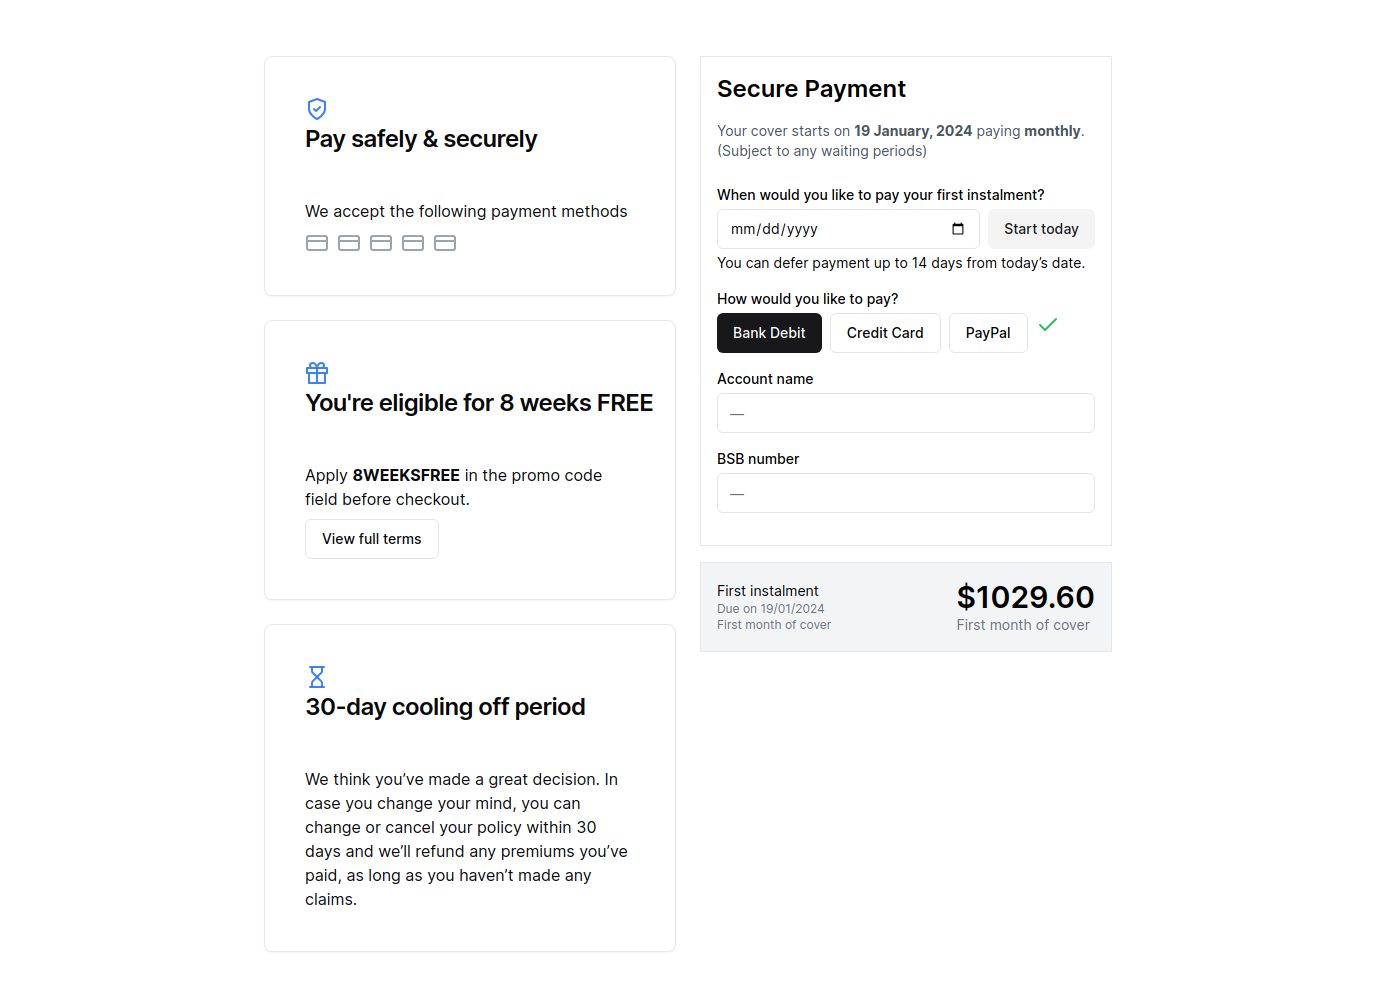 Pay safely & securely
We accept the following payment methods
You're eligible for 8 weeks FREE
Apply 8WEEKSFREE in the promo code
field before checkout.
View full terms
30-day cooling off period
We think you’ve made a great decision. In
case you change your mind, you can
change or cancel your policy within 30
days and we’ll refund any premiums you’ve
paid, as long as you haven’t made any
claims.
Secure Payment
Your cover starts on 19 January, 2024 paying monthly.
(Subject to any waiting periods)
When would you like to pay your first instalment?
mm/dd/yyyy
Start today
You can defer payment up to 14 days from today’s date.
How would you like to pay?
Bank Debit
Credit Card
PayPal
Account name
—
BSB number
—
First instalment
Due on 19/01/2024
First month of cover
$1029.60
First month of cover